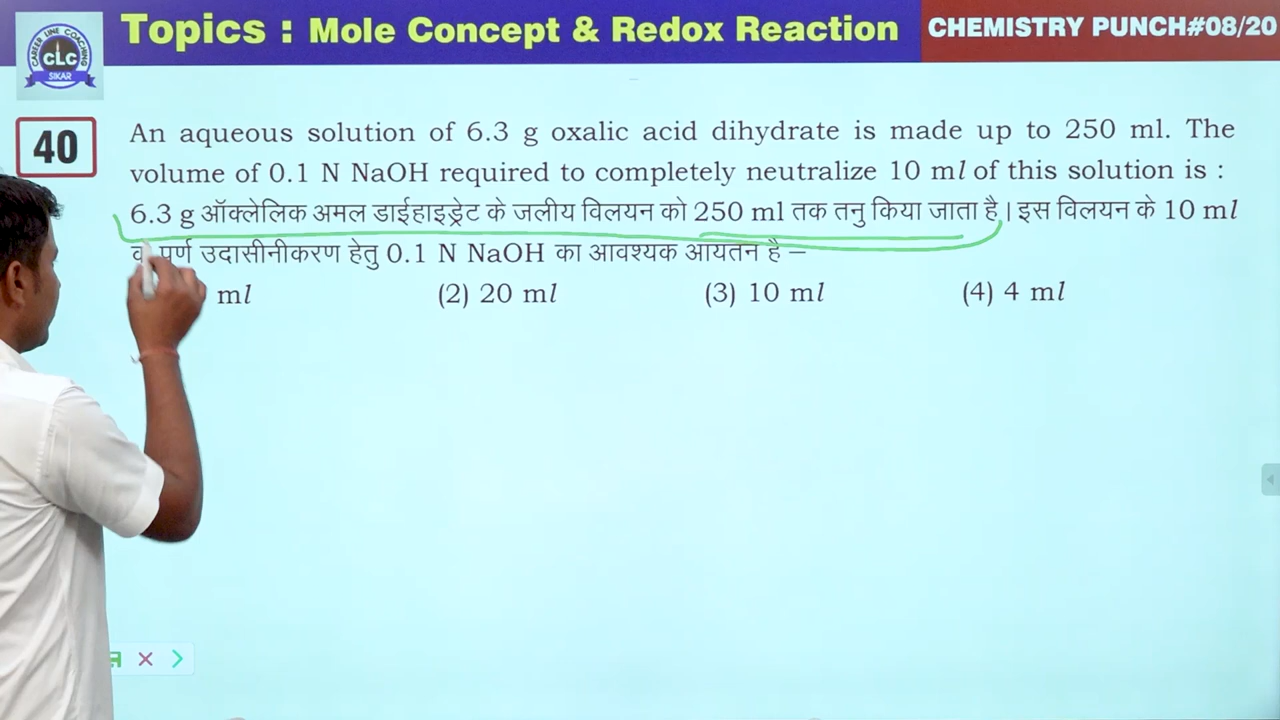 Topics : Mole Concept & Redox Reaction
CHEMISTRY PUNCH#08/20
CAREER LINE COACHING
CLC
SIKAR
40
An aqueous solution of 6.3 g oxalic acid dihydrate is made up to 250 ml. The
volume of 0.1 N NaOH required to completely neutralize 10 ml of this solution is :
6.3 g ऑक्लेलिक अमल डाईहाइड्रेट के जलीय विलयन को 250 ml तक तनु किया जाता है। इस विलयन के 10 ml
पूर्ण उदासीनीकरण हेतु 0.1 N NaOH का आवश्यक आयतन है –
ml (2) 20 ml (3) 10 ml (4) 4 ml